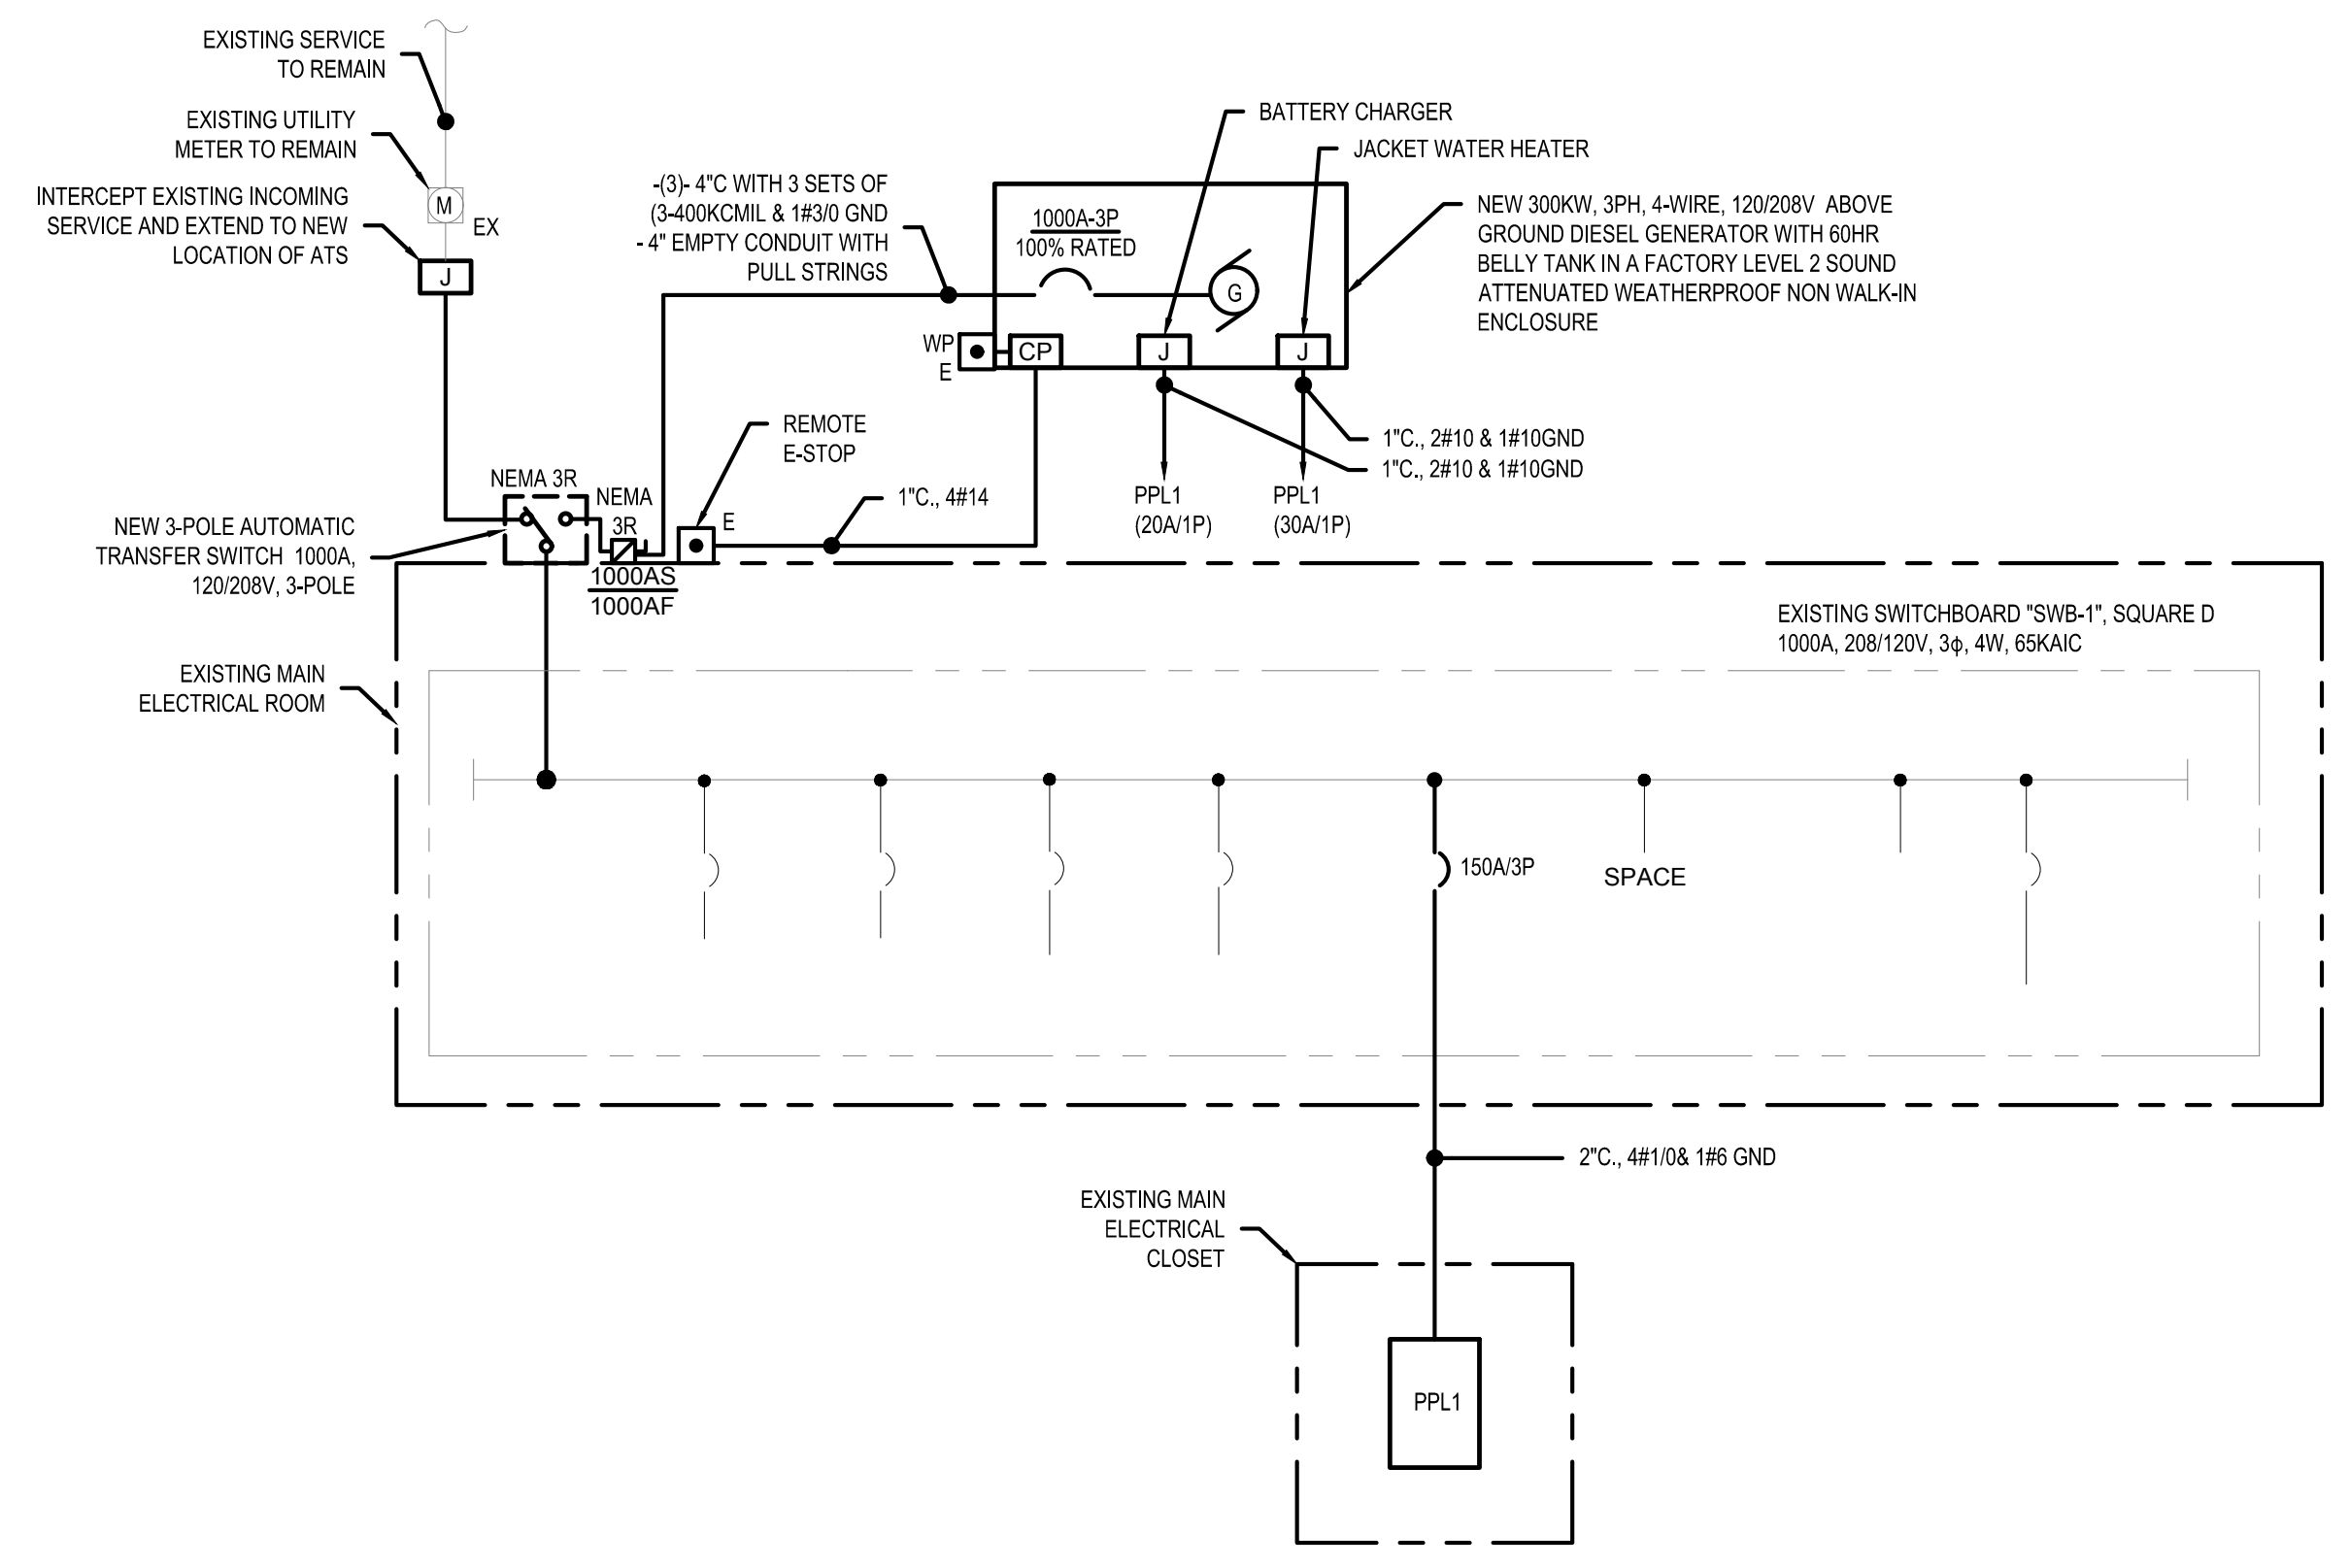 EXISTING SERVICE
TO REMAIN
EXISTING UTILITY
METER TO REMAIN
INTERCEPT EXISTING INCOMING
SERVICE AND EXTEND TO NEW
LOCATION OF ATS
M
EX
J
-(3)- 4"C WITH 3 SETS OF
(3-400KCMIL & 1#3/0 GND
- 4" EMPTY CONDUIT WITH
PULL STRINGS
1000A-3P
100% RATED
G
BATTERY CHARGER
JACKET WATER HEATER
NEW 300KW, 3PH, 4-WIRE, 120/208V ABOVE
GROUND DIESEL GENERATOR WITH 60HR
BELLY TANK IN A FACTORY LEVEL 2 SOUND
ATTENUATED WEATHERPROOF NON WALK-IN
ENCLOSURE
WP
E
CP
J
J
1"C., 2#10 & 1#10GND
1"C., 2#10 & 1#10GND
PPL1
(20A/1P)
PPL1
(30A/1P)
REMOTE
E-STOP
E
1"C., 4#14
NEMA 3R
NEMA
3R
NEW 3-POLE AUTOMATIC
TRANSFER SWITCH 1000A,
120/208V, 3-POLE
1000AS
1000AF
EXISTING SWITCHBOARD "SWB-1", SQUARE D
1000A, 208/120V, 3ϕ, 4W, 65KAIC
EXISTING MAIN
ELECTRICAL ROOM
150A/3P
SPACE
2"C., 4#1/0& 1#6 GND
EXISTING MAIN
ELECTRICAL
CLOSET
PPL1